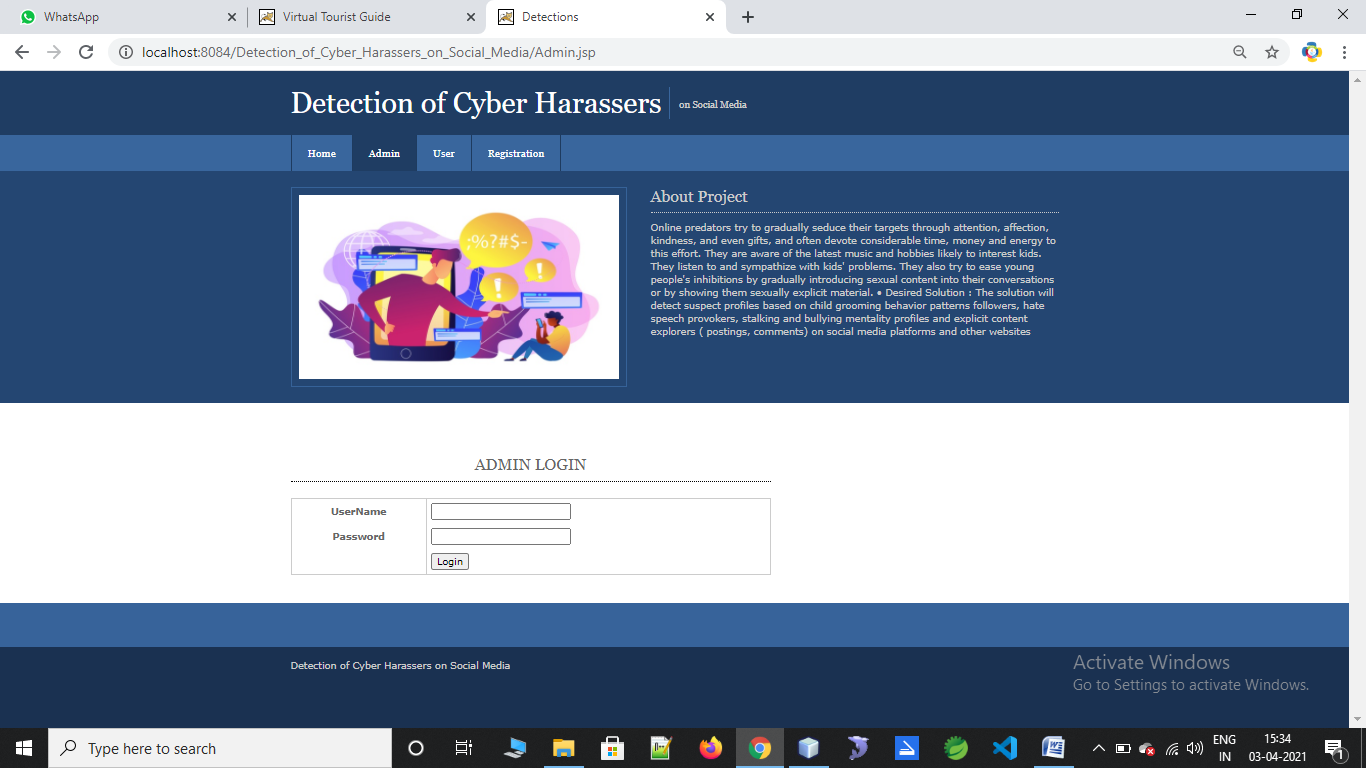 WhatsApp
Virtual Tourist Guide
Detections
localhost:8084/Detection_of_Cyber_Harassers_on_Social_Media/Admin.jsp
Detection of Cyber Harassers
on Social Media
Home
Admin
User
Registration
;%?#$-
!
!
About Project
Online predators try to gradually seduce their targets through attention, affection,
kindness, and even gifts, and often devote considerable time, money and energy to
this effort. They are aware of the latest music and hobbies likely to interest kids.
They listen to and sympathize with kids' problems. They also try to ease young
people's inhibitions by gradually introducing sexual content into their conversations
or by showing them sexually explicit material. • Desired Solution : The solution will
detect suspect profiles based on child grooming behavior patterns followers, hate
speech provokers, stalking and bullying mentality profiles and explicit content
explorers ( postings, comments) on social media platforms and other websites
ADMIN LOGIN
UserName
Password
Login
Detection of Cyber Harassers on Social Media
Activate Windows
Go to Settings to activate Windows.
Type here to search
ENG
IN
15:34
03-04-2021
1